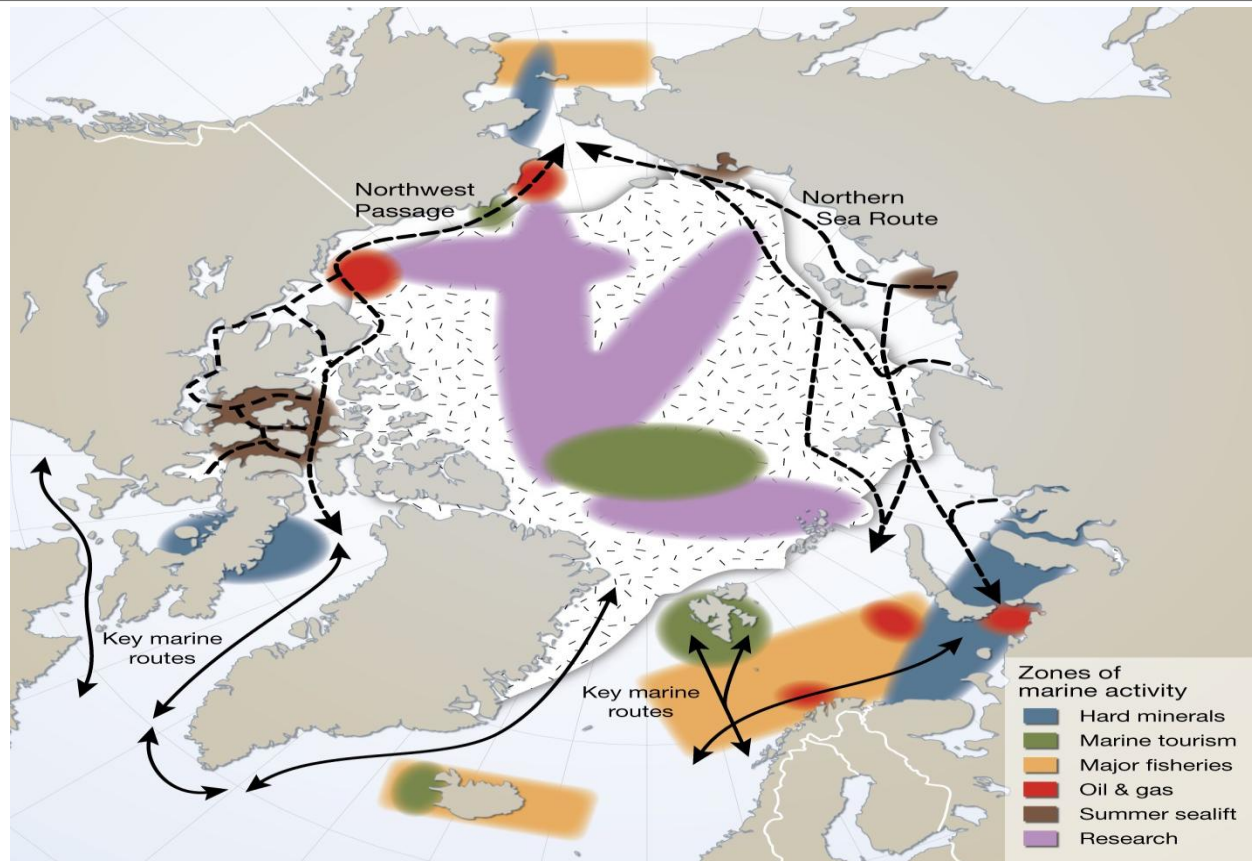 Northwest
Passage
Northern
Sea Route
Key marine
routes
Key marine
routes
Zones of
marine activity
Hard minerals
Marine tourism
Major fisheries
Oil & gas
Summer sealift
Research